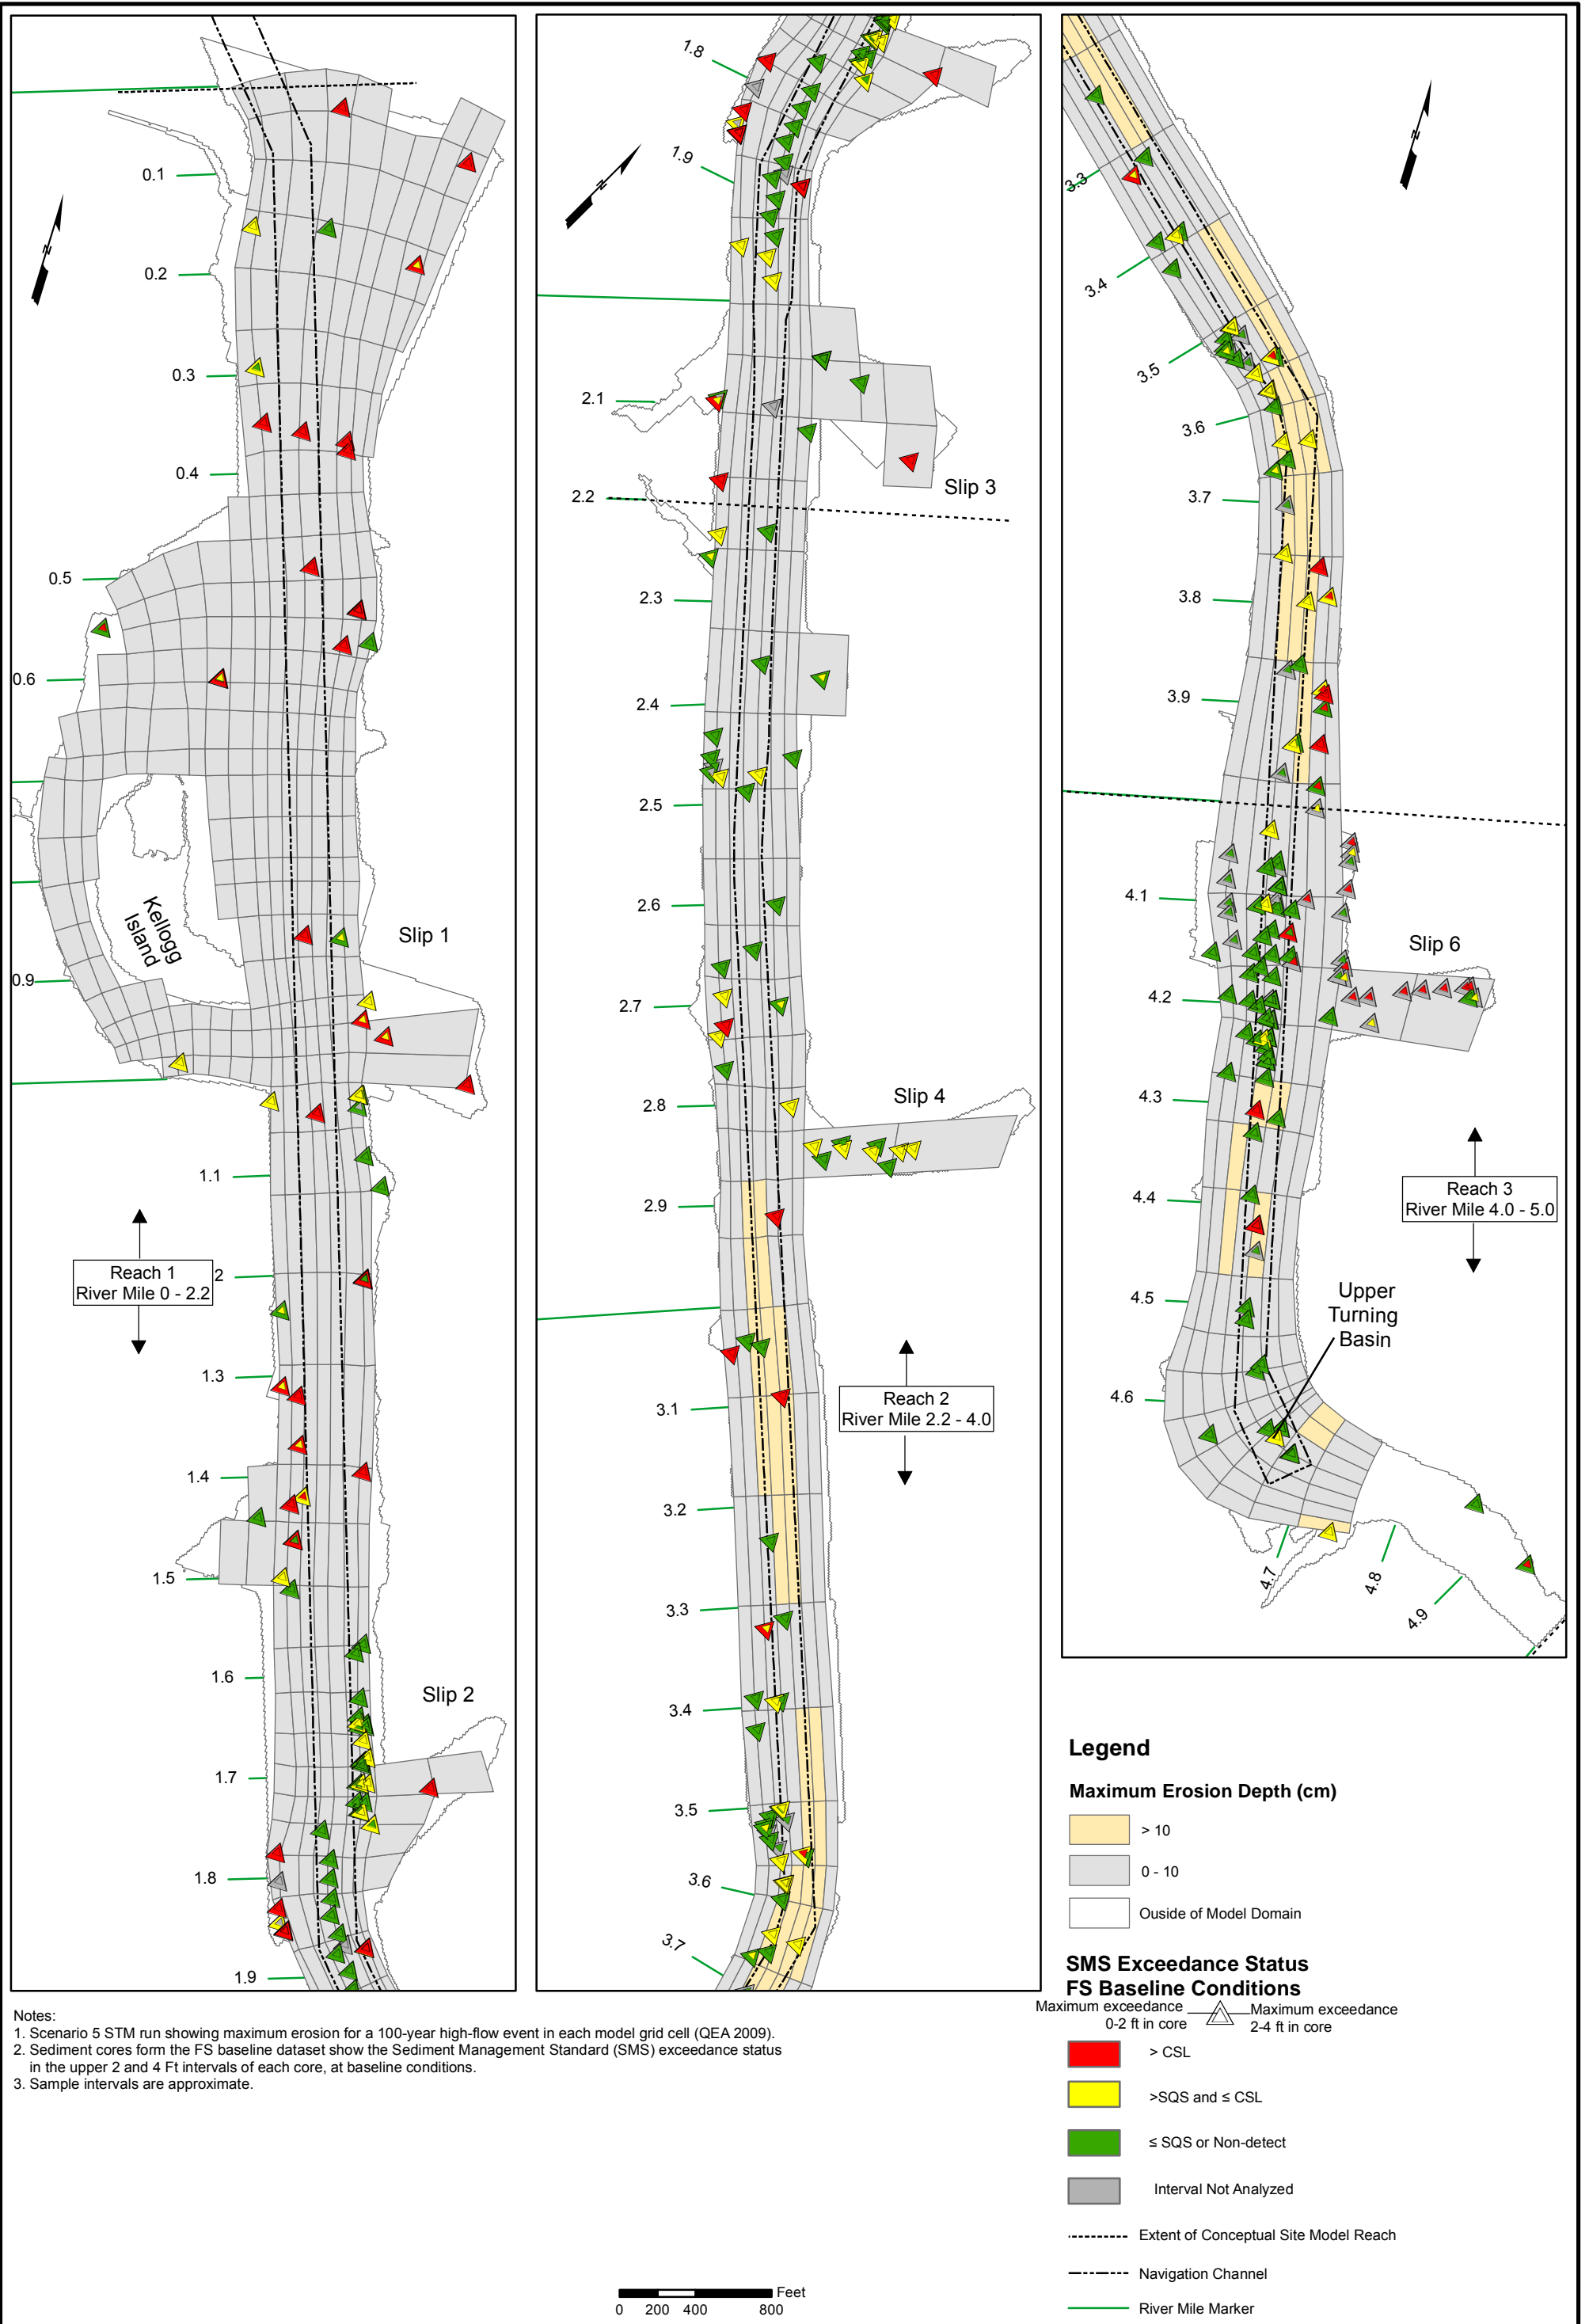 0.1
0.2
0.3
0.4
0.5
0.6
Kellogg
Island
Slip 1
0.9
1.1
Reach 1
River Mile 0 - 2.2
2
1.3
1.4
1.5
1.6
Slip 2
1.7
1.8
1.9
N
1.8
1.9
N
2.1
Slip 3
2.2
2.3
2.4
2.5
2.6
2.7
Slip 4
2.8
2.9
Reach 2
River Mile 2.2 - 4.0
3.1
3.2
3.3
3.4
3.5
3.6
3.7
N
3.3
3.4
3.5
3.6
3.7
3.8
3.9
4.1
Slip 6
4.2
4.3
Reach 3
River Mile 4.0 - 5.0
4.4
4.5
Upper
Turning
Basin
4.6
4.7
4.8
4.9
Legend
Maximum Erosion Depth (cm)
> 10
0 - 10
Ouside of Model Domain
SMS Exceedance Status
FS Baseline Conditions
Maximum exceedance
0-2 ft in core
Maximum exceedance
2-4 ft in core
> CSL
>SQS and ≤ CSL
≤ SQS or Non-detect
Interval Not Analyzed
Extent of Conceptual Site Model Reach
Navigation Channel
River Mile Marker
Notes:
1. Scenario 5 STM run showing maximum erosion for a 100-year high-flow event in each model grid cell (QEA 2009).
2. Sediment cores form the FS baseline dataset show the Sediment Management Standard (SMS) exceedance status
in the upper 2 and 4 Ft intervals of each core, at baseline conditions.
3. Sample intervals are approximate.
Feet
0 200 400 800